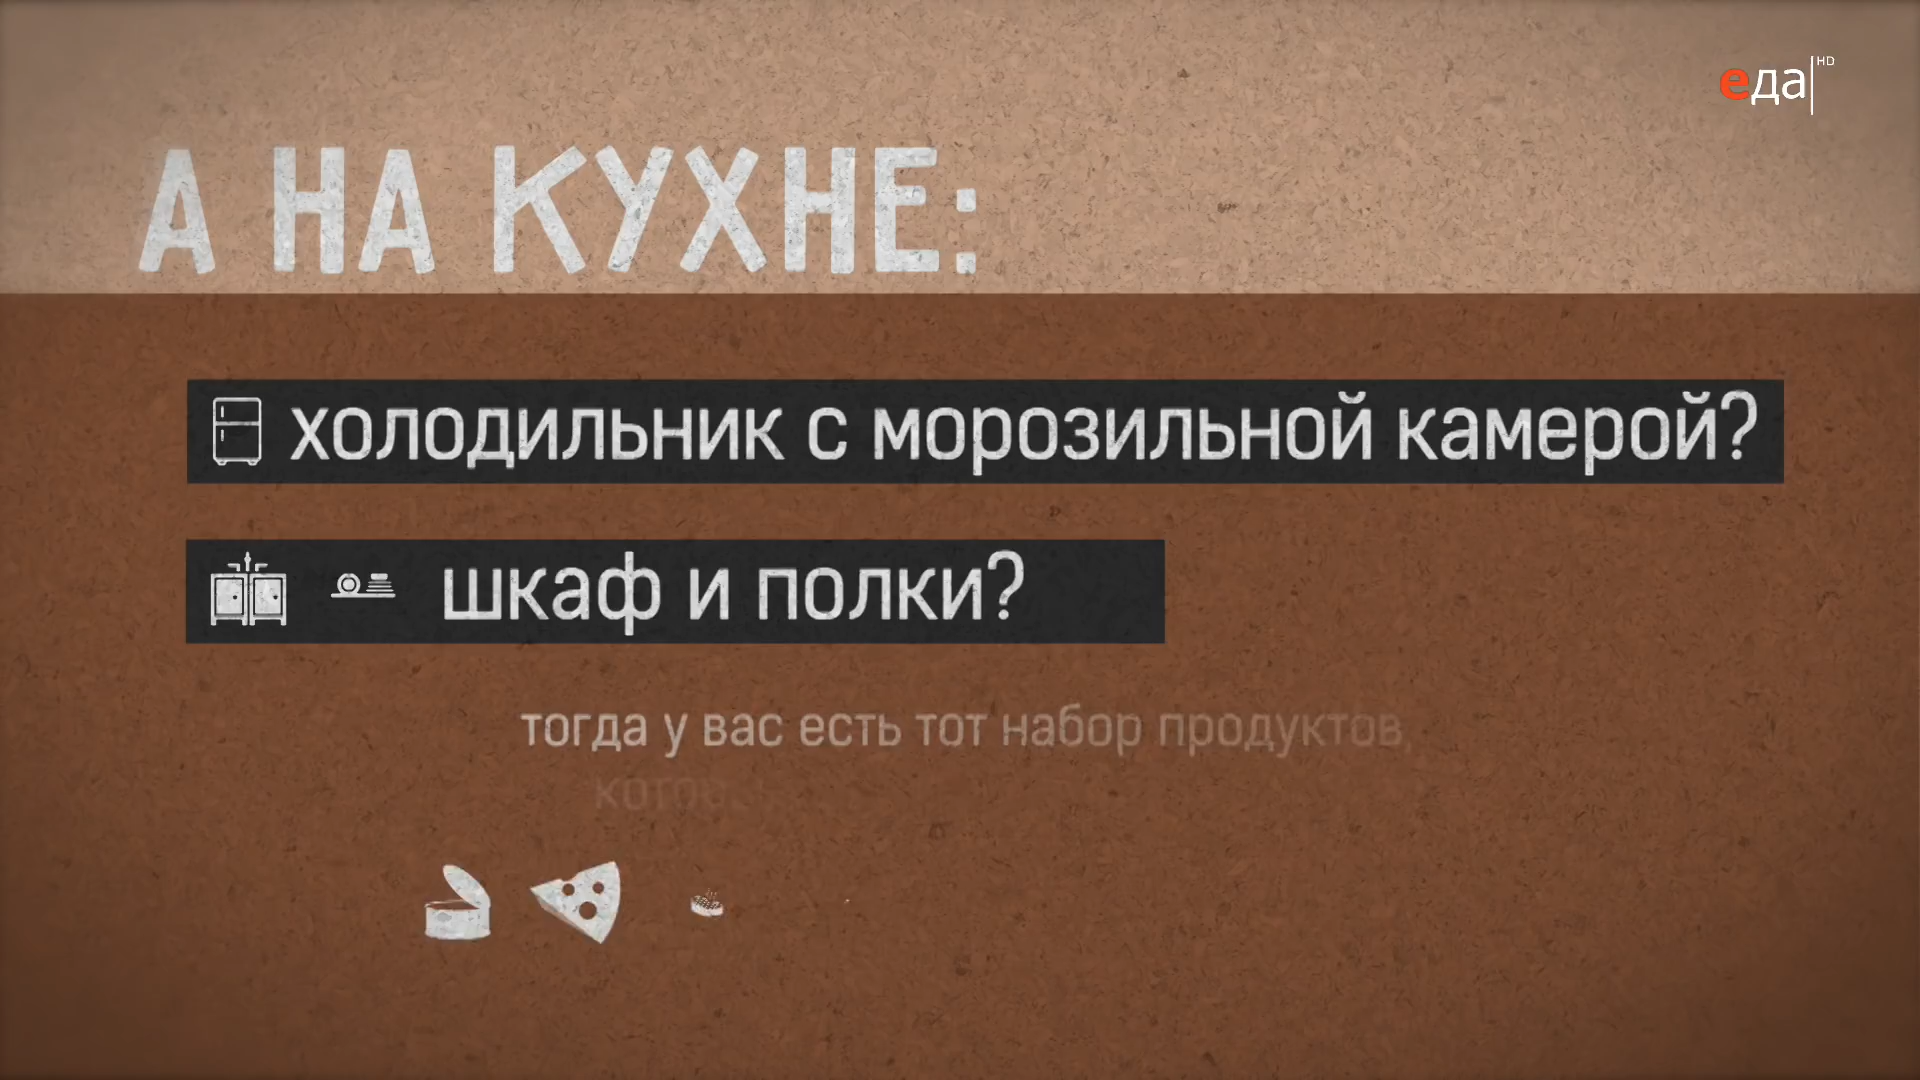 еда HD
А НА КУХНЕ:
холодильник с морозильной камерой?
шкаф и полки?
тогда у вас есть тот набор продуктов,